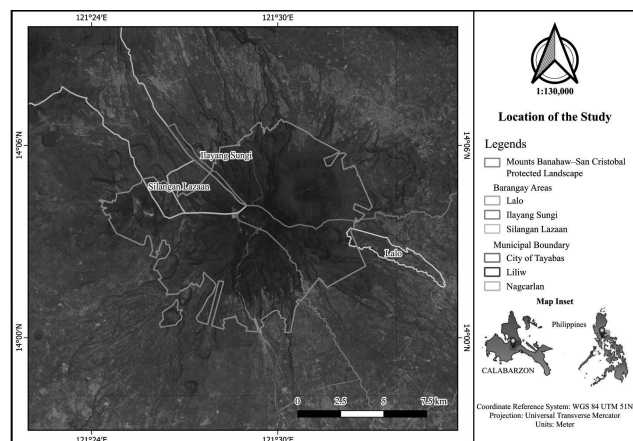 121°24'E
121°30'E
14°06'N
14°06'N
Ilayang Sungi
Silangan Lazaan
Lalo
14°00'N
14°00'N
0 2.5 5 7.5 km
121°24'E
121°30'E
1:130,000
Location of the Study
Legends
Mounts Banahaw–San Cristobal
Protected Landscape
Barangay Areas
Lalo
Ilayang Sungi
Silangan Lazaan
Municipal Boundary
City of Tayabas
Liliw
Nagcarlan
Map Inset
Philippines
CALABARZON
Coordinate Reference System: WGS 84 UTM 51N
Projection: Universal Transverse Mercator
Units: Meter